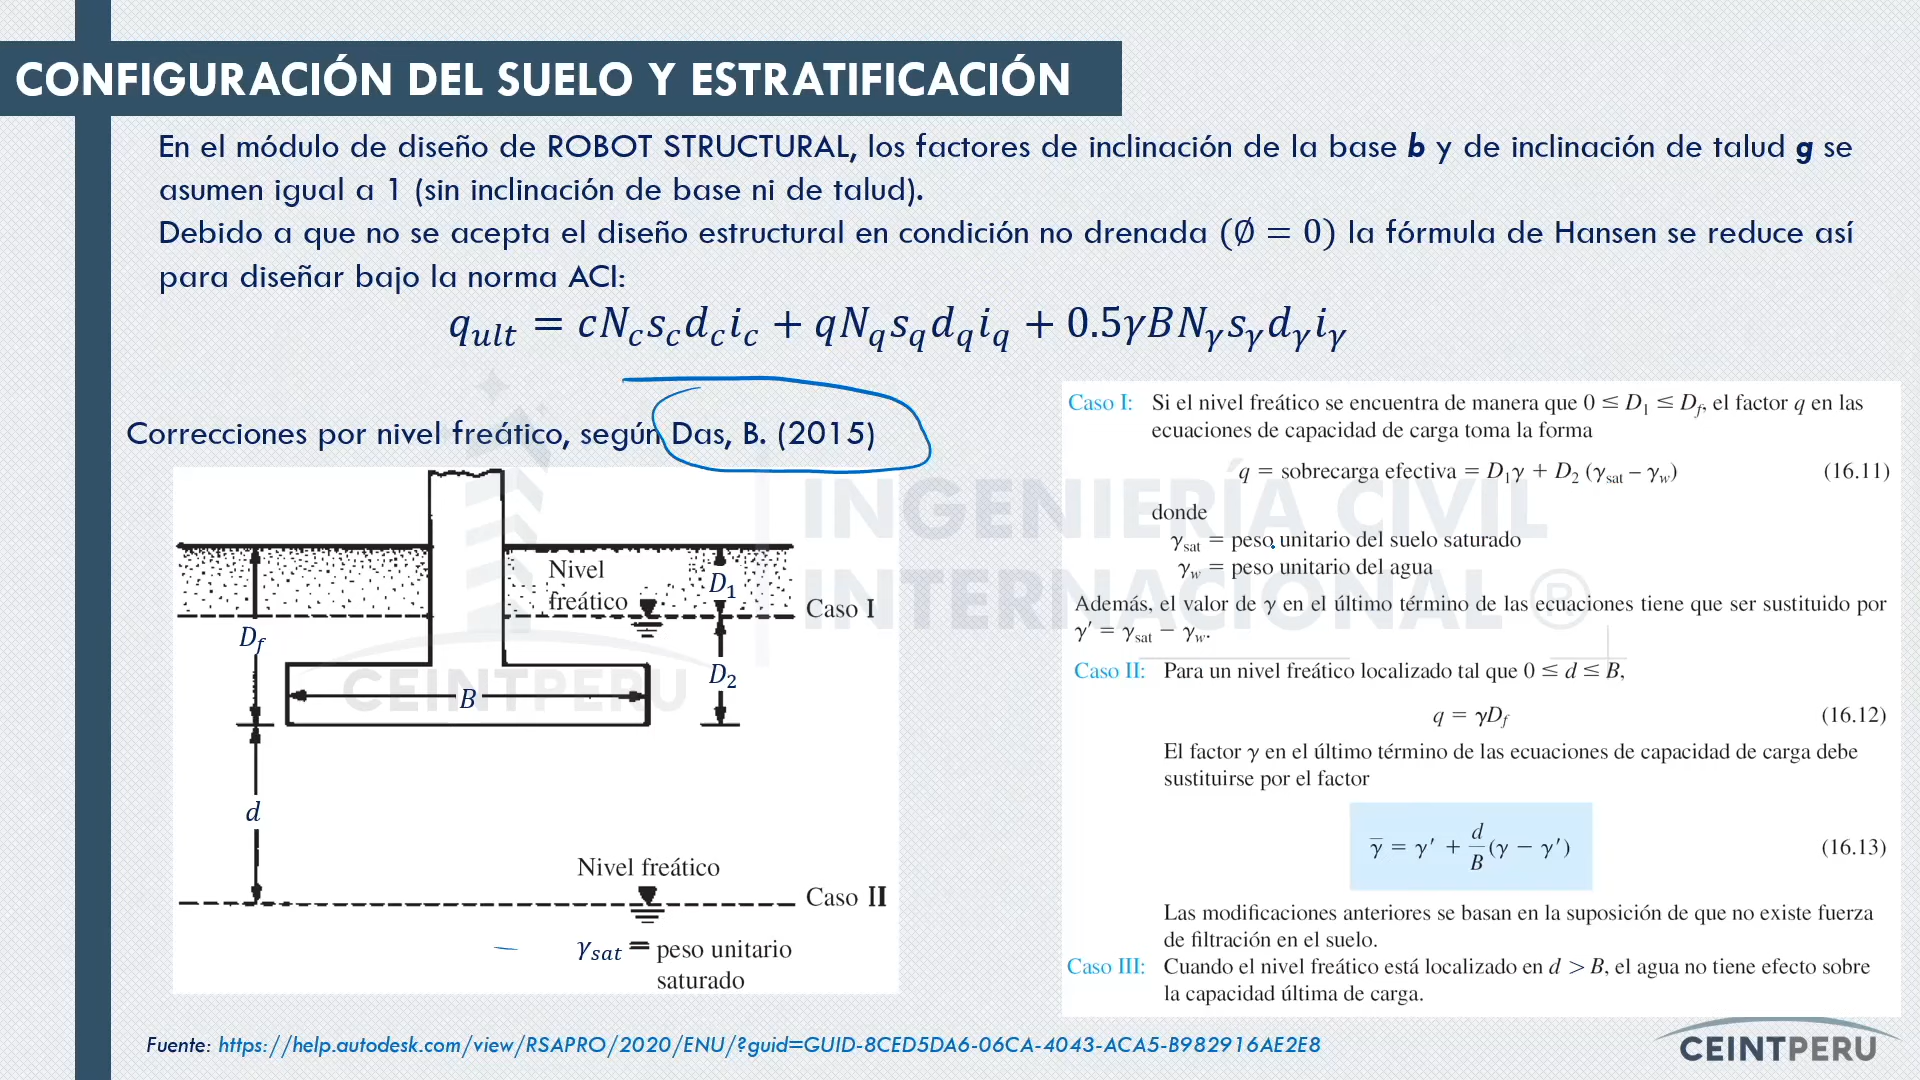 CONFIGURACIÓN DEL SUELO Y ESTRATIFICACIÓN
En el módulo de diseño de ROBOT STRUCTURAL, los factores de inclinación de la base b y de inclinación de talud g se
asumen igual a 1 (sin inclinación de base ni de talud).
Debido a que no se acepta el diseño estructural en condición no drenada (∅ = 0) la fórmula de Hansen se reduce así
para diseñar bajo la norma ACI:
q_ult = cN_c s_c d_c i_c + qN_q s_q d_q i_q + 0.5γBN_γ s_γ d_γ i_γ
Correcciones por nivel freático, según Das, B. (2015)
Nivel
freático
D₁
Caso I
D_f
D₂
B
d
Nivel freático
Caso II
γ_sat = peso unitario
saturado
Caso I: Si el nivel freático se encuentra de manera que 0 ≤ D₁ ≤ D_f, el factor q en las
ecuaciones de capacidad de carga toma la forma
q = sobrecarga efectiva = D₁γ + D₂ (γ_sat – γ_w) (16.11)
donde
γ_sat = peso unitario del suelo saturado
γ_w = peso unitario del agua
Además, el valor de γ en el último término de las ecuaciones tiene que ser sustituido por
γ′ = γ_sat − γ_w.
Caso II: Para un nivel freático localizado tal que 0 ≤ d ≤ B,
q = γD_f (16.12)
El factor γ en el último término de las ecuaciones de capacidad de carga debe
sustituirse por el factor
γ̅ = γ′ + d/B (γ − γ′) (16.13)
Las modificaciones anteriores se basan en la suposición de que no existe fuerza
de filtración en el suelo.
Caso III: Cuando el nivel freático está localizado en d > B, el agua no tiene efecto sobre
la capacidad última de carga.
INGENIERÍA CIVIL
INTERNACIONAL ®
CEINTPERU
Fuente: https://help.autodesk.com/view/RSAPRO/2020/ENU/?guid=GUID-8CED5DA6-06CA-4043-ACA5-B982916AE2E8
CEINTPERU